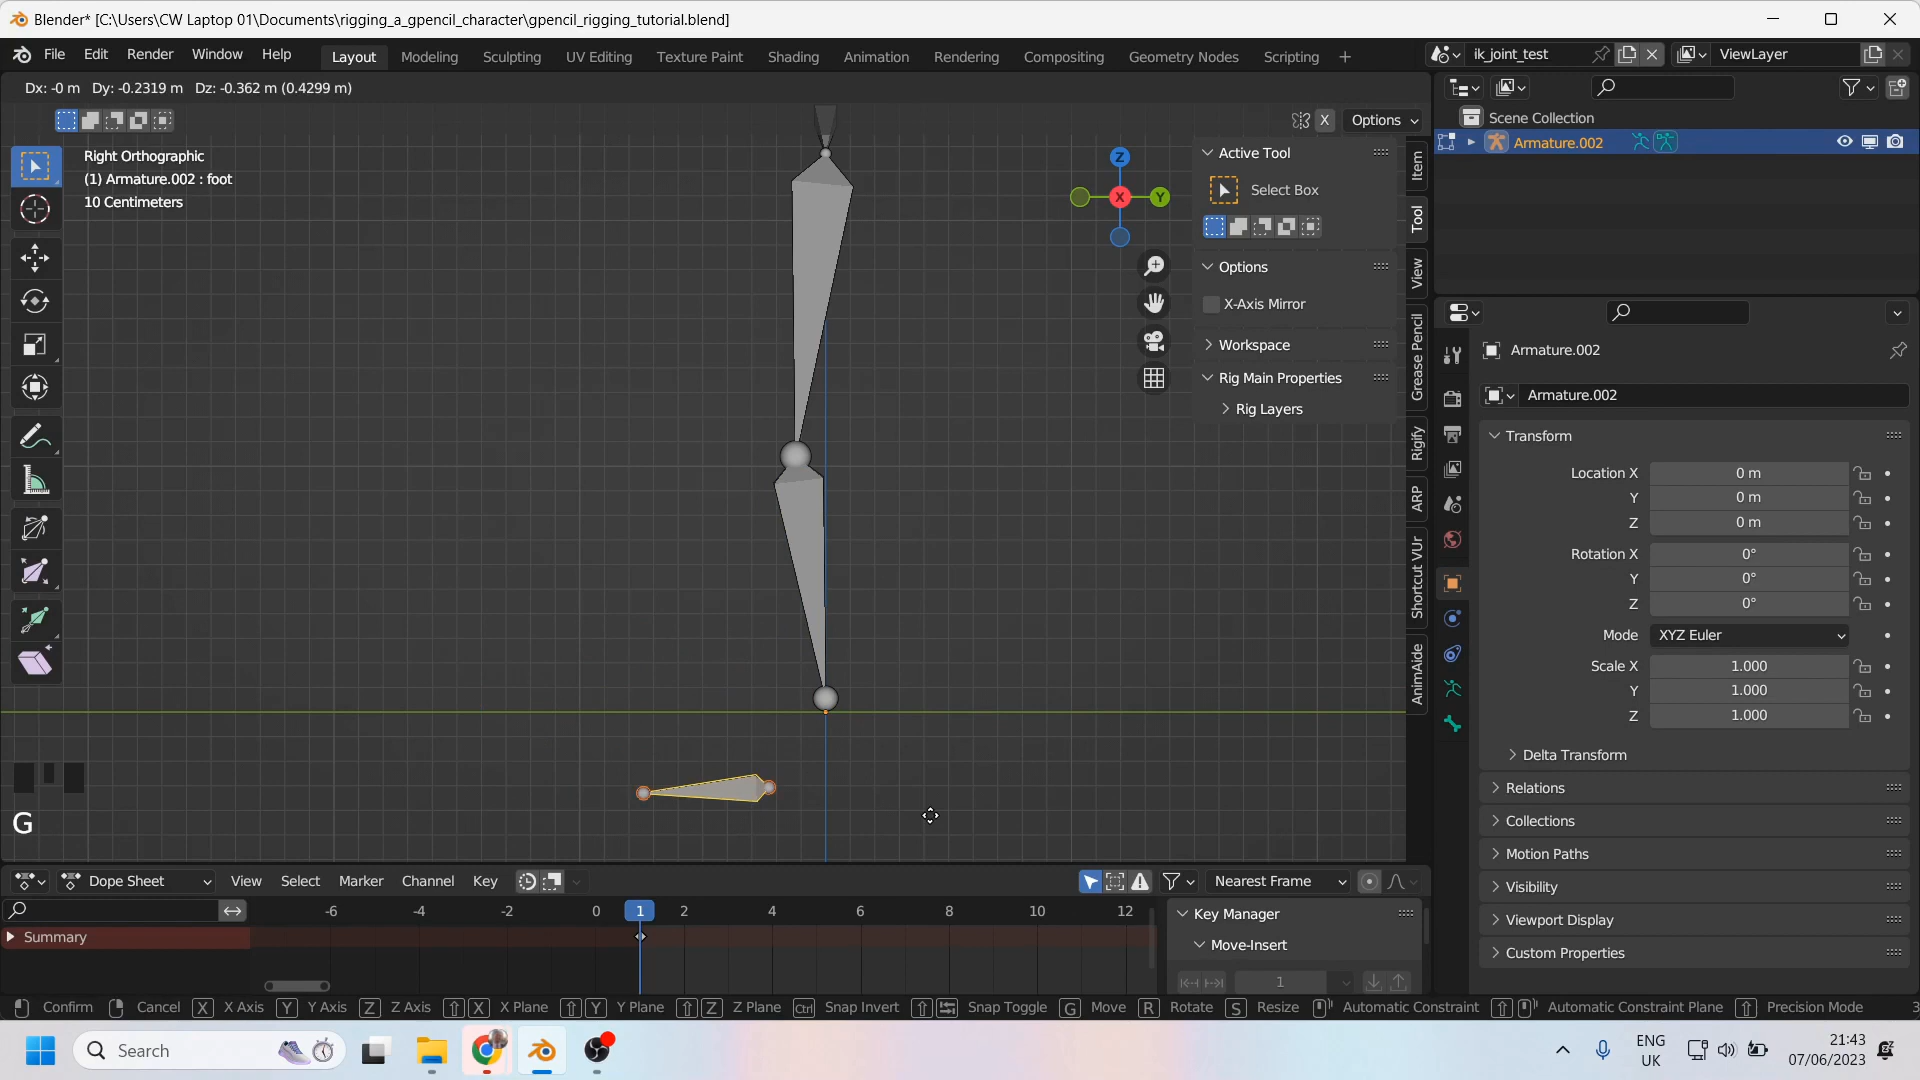 Blender* [C:\Users\CW Laptop 01\Documents\rigging_a_gpencil_character\gpencil_rigging_tutorial.blend]
File Edit Render Window Help Layout Modeling Sculpting UV Editing Texture Paint Shading Animation Rendering Compositing Geometry Nodes Scripting + ik_joint_test ViewLayer
Dx: -0 m   Dy: -0.2319 m   Dz: -0.362 m (0.4299 m)
X Options
Right Orthographic
(1) Armature.002 : foot
10 Centimeters
Z
Y
X
Active Tool
Select Box
Options
X-Axis Mirror
Workspace
Rig Main Properties
Rig Layers
Item
Tool
View
Grease Pencil
Rigify
ARP
Shortcut VUr
AnimAide
Scene Collection
Armature.002
Armature.002
Armature.002
Transform
Location X 0 m
Y 0 m
Z 0 m
Rotation X 0°
Y 0°
Z 0°
Mode XYZ Euler
Scale X 1.000
Y 1.000
Z 1.000
Delta Transform
Relations
Collections
Motion Paths
Visibility
Viewport Display
Custom Properties
G
Dope Sheet View Select Marker Channel Key Nearest Frame
-6 -4 -2 0 1 2 4 6 8 10 12
Summary
Key Manager
Move-Insert
1
Confirm Cancel X X Axis Y Y Axis Z Z Axis X X Plane Y Y Plane Z Z Plane Ctrl Snap Invert Snap Toggle G Move R Rotate S Resize Automatic Constraint Automatic Constraint Plane Precision Mode 3
Search
ENG
UK
21:43
07/06/2023